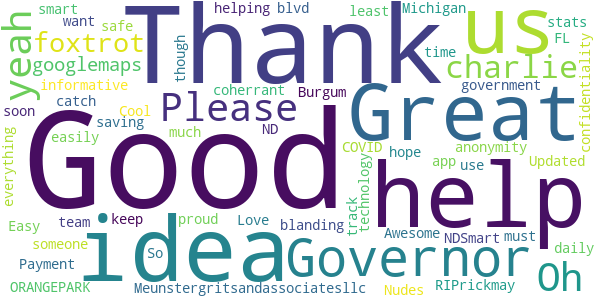 smart
helping
blvd
Michigan
least
stats
want
safe
Thank
us
FL
yeah
foxtrot
though
time
googlemaps
charlie
confidentiality
informative
coherrant
government
soon
catch
Please
Burgum
Great
saving
ND
everything
easily
much
Good
COVID
anonymity
hope
app
Updated
track
technology
help
use
Easy
team
keep
proud
Love
blanding
Awesome
must
daily
someone
So
idea
Governor
NDSmart
Oh
Cool
Payment
ORANGEPARK
Meunstergritsandassociatesllc
Nudes
RIPrickmay